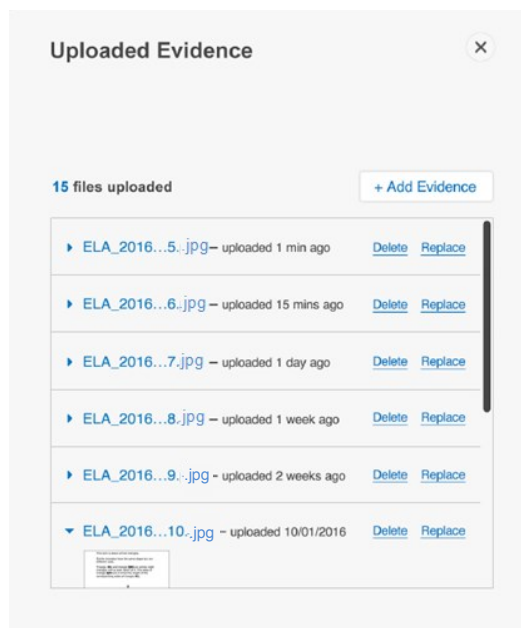 Uploaded Evidence
15 files uploaded
+ Add Evidence
ELA_2016...5..jpg– uploaded 1 min ago Delete Replace
ELA_2016...6..jpg – uploaded 15 mins ago Delete Replace
ELA_2016...7.jpg – uploaded 1 day ago Delete Replace
ELA_2016...8.jpg – uploaded 1 week ago Delete Replace
ELA_2016...9..jpg - uploaded 2 weeks ago Delete Replace
ELA_2016...10..jpg - uploaded 10/01/2016 Delete Replace